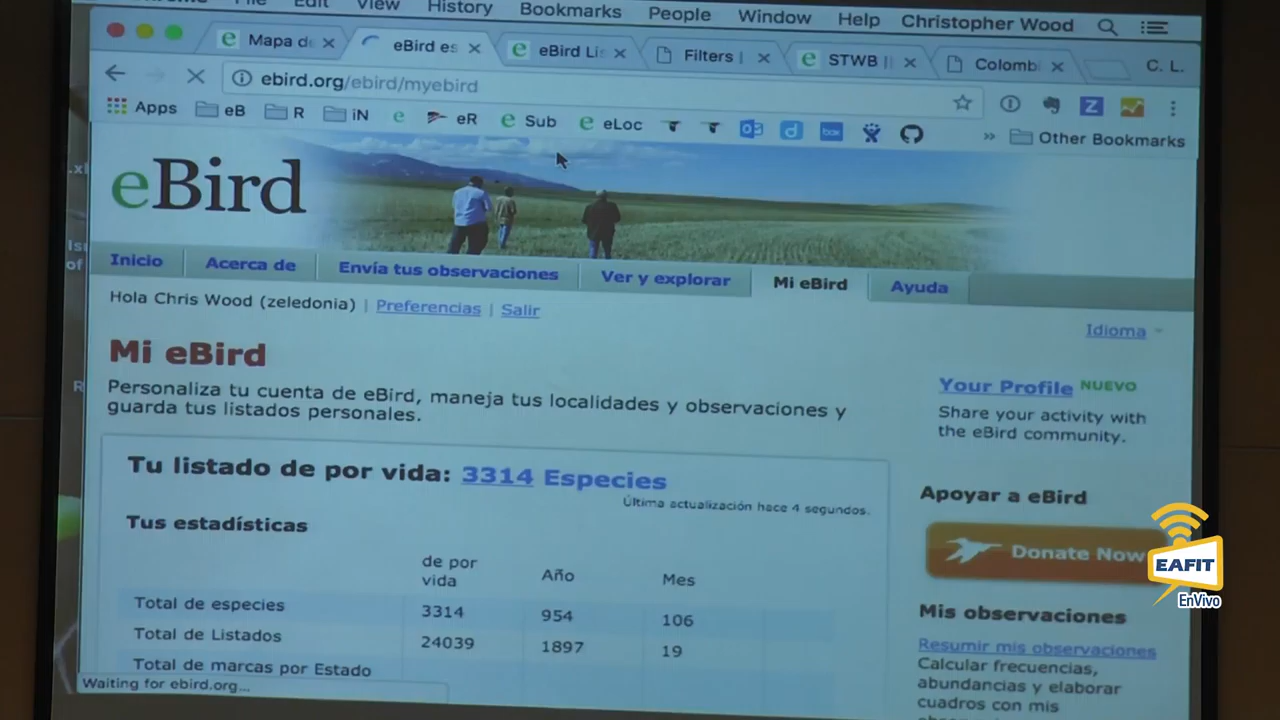 File Edit View History Bookmarks People Window Help Christopher Wood
Mapa de
eBird es
eBird Lis
Filters |
STWB ||
Colombi
C. L.
ebird.org/ebird/myebird
Apps eB R iN eR Sub eLoc Other Bookmarks
eBird
Inicio Acerca de Envía tus observaciones Ver y explorar Mi eBird Ayuda
Hola Chris Wood (zeledonia) | Preferencias | Salir
Idioma
Mi eBird
Personaliza tu cuenta de eBird, maneja tus localidades y observaciones y
guarda tus listados personales.
Your Profile NUEVO
Share your activity with
the eBird community.
Tu listado de por vida: 3314 Especies
Última actualización hace 4 segundos.
Tus estadísticas
de por
vida
Año
Mes
Total de especies 3314 954 106
Total de Listados 24039 1897 19
Total de marcas por Estado
Waiting for ebird.org...
Apoyar a eBird
Donate Now
Mis observaciones
Resumir mis observaciones
Calcular frecuencias,
abundancias y elaborar
cuadros con mis
EAFIT
EnVivo